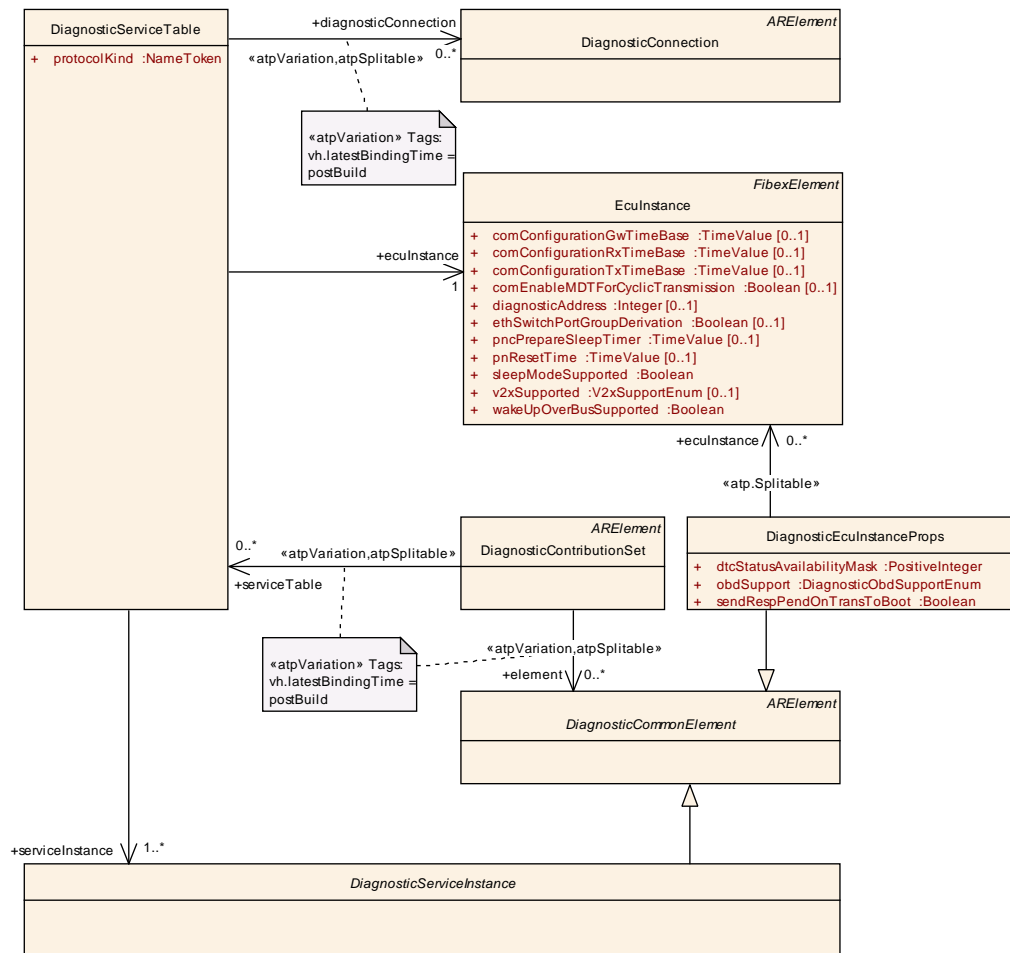 DiagnosticServiceTable
+ protocolKind :NameToken
+diagnosticConnection
0..*
«atpVariation,atpSplitable»
ARElement
DiagnosticConnection
«atpVariation» Tags:
vh.latestBindingTime =
postBuild
FibexElement
EcuInstance
+ comConfigurationGwTimeBase :TimeValue [0..1]
+ comConfigurationRxTimeBase :TimeValue [0..1]
+ comConfigurationTxTimeBase :TimeValue [0..1]
+ comEnableMDTForCyclicTransmission :Boolean [0..1]
+ diagnosticAddress :Integer [0..1]
+ ethSwitchPortGroupDerivation :Boolean [0..1]
+ pncPrepareSleepTimer :TimeValue [0..1]
+ pnResetTime :TimeValue [0..1]
+ sleepModeSupported :Boolean
+ v2xSupported :V2xSupportEnum [0..1]
+ wakeUpOverBusSupported :Boolean
+ecuInstance
1
+ecuInstance
0..*
«atp.Splitable»
0..*
«atpVariation,atpSplitable»
+serviceTable
ARElement
DiagnosticContributionSet
DiagnosticEcuInstanceProps
+ dtcStatusAvailabilityMask :PositiveInteger
+ obdSupport :DiagnosticObdSupportEnum
+ sendRespPendOnTransToBoot :Boolean
«atpVariation» Tags:
vh.latestBindingTime =
postBuild
«atpVariation,atpSplitable»
+element
0..*
ARElement
DiagnosticCommonElement
+serviceInstance
1..*
DiagnosticServiceInstance